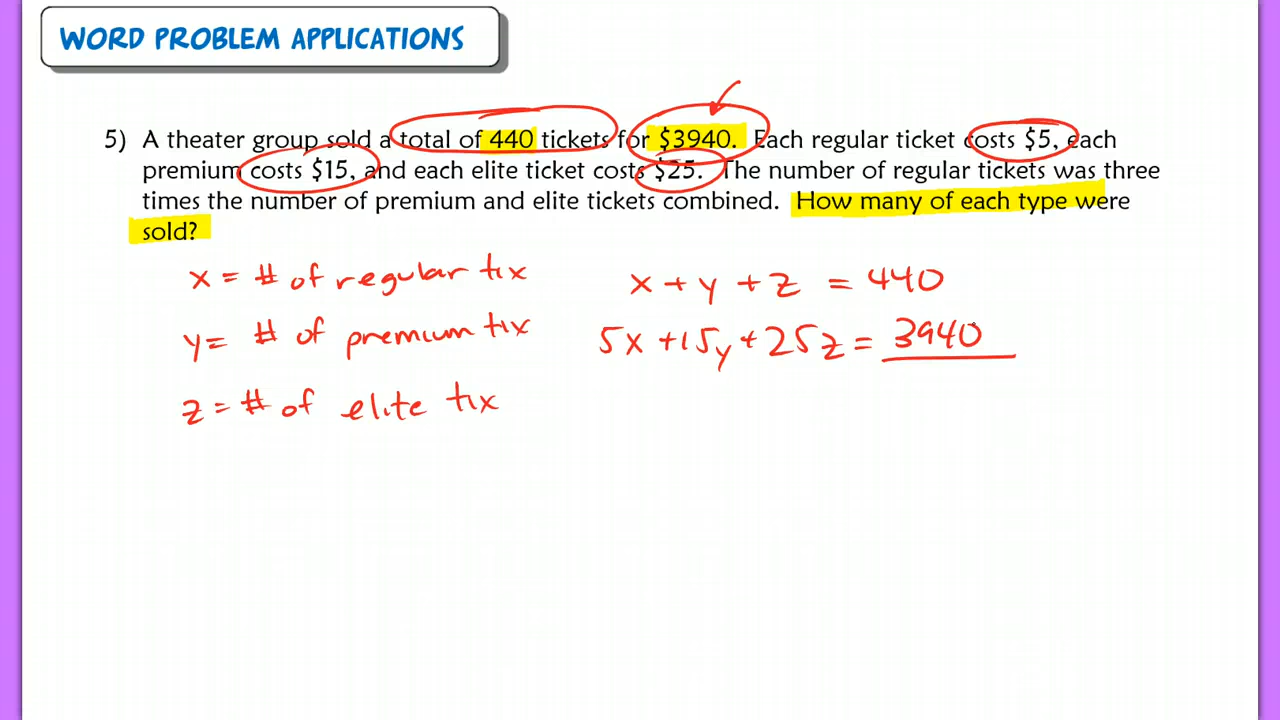 WORD PROBLEM APPLICATIONS
5) A theater group sold a total of 440 tickets for $3940. Each regular ticket costs $5, each
premium costs $15, and each elite ticket costs $25. The number of regular tickets was three
times the number of premium and elite tickets combined. How many of each type were
sold?
x = # of regular tix
y = # of premium tix
z = # of elite tix
x + y + z = 440
5x + 15y + 25z = 3940